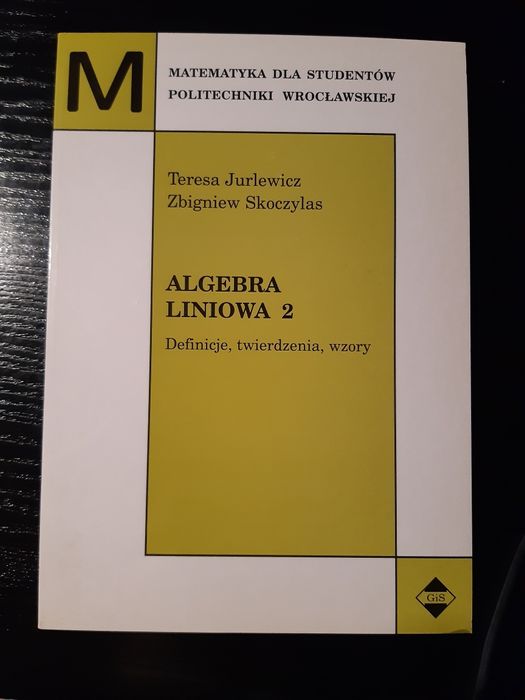 M
MATEMATYKA DLA STUDENTÓW
POLITECHNIKI WROCŁAWSKIEJ
Teresa Jurlewicz
Zbigniew Skoczylas
ALGEBRA
LINIOWA 2
Definicje, twierdzenia, wzory
GiS